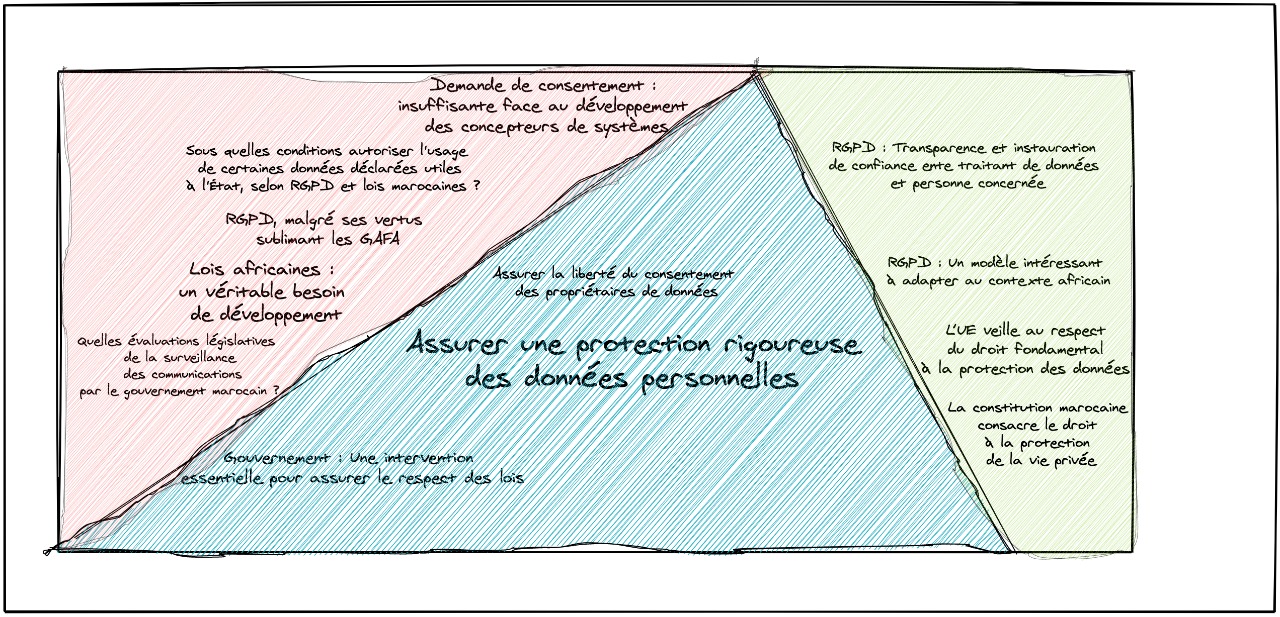 Demande de consentement :
insuffisante face au développement
des concepteurs de systèmes
Sous quelles conditions autoriser l'usage
de certaines données déclarées utiles
à l'État, selon RGPD et lois marocaines ?
RGPD, malgré ses vertus
sublimant les GAFA
Lois africaines :
un véritable besoin
de développement
Quelles évaluations législatives
de la surveillance
des communications
par le gouvernement marocain ?
Assurer la liberté du consentement
des propriétaires de données
Assurer une protection rigoureuse
des données personnelles
Gouvernement : Une intervention
essentielle pour assurer le respect des lois
RGPD : Transparence et instauration
de confiance ente traitant de données
et personne concernée
RGPD : Un modèle intéressant
à adapter au contexte africain
L'UE veille au respect
du droit fondamental
à la protection des données
La constitution marocaine
consacre le droit
à la protection
de la vie privée